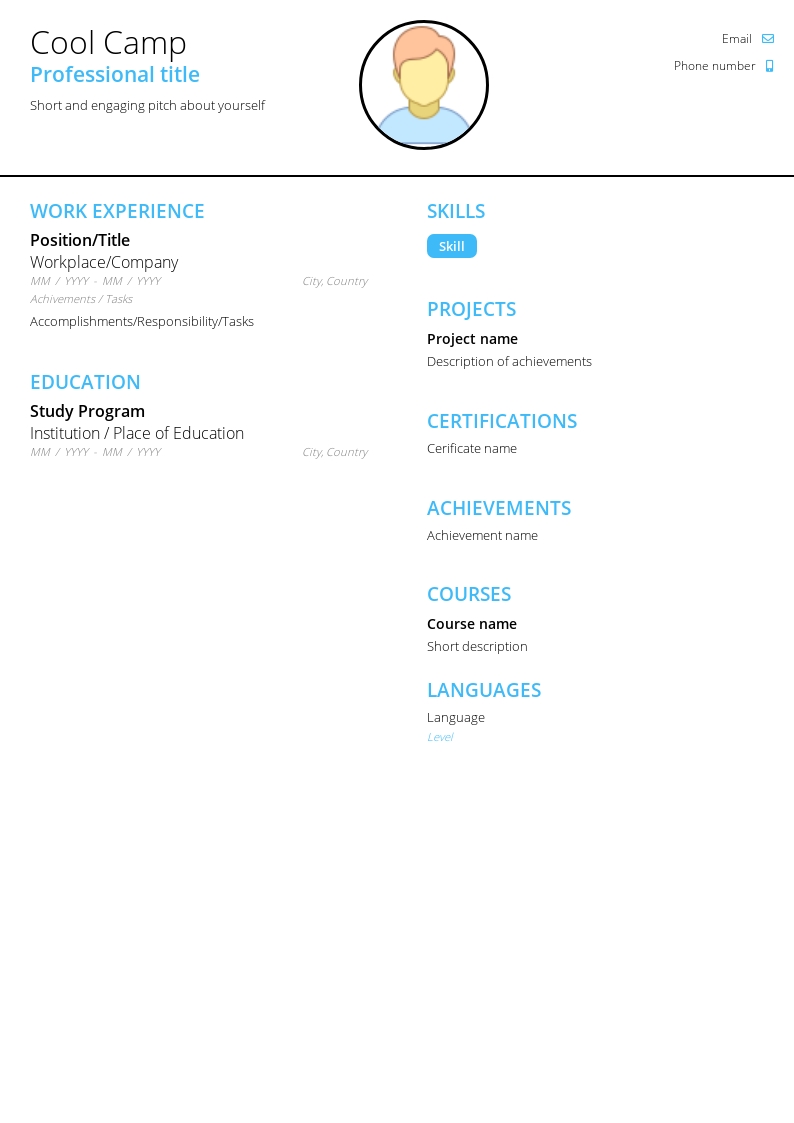 Cool Camp
Professional title
Short and engaging pitch about yourself
Email
Phone number
WORK EXPERIENCE
Position/Title
Workplace/Company
MM / YYYY - MM / YYYY City, Country
Achivements / Tasks
Accomplishments/Responsibility/Tasks
EDUCATION
Study Program
Institution / Place of Education
MM / YYYY - MM / YYYY City, Country
SKILLS
Skill
PROJECTS
Project name
Description of achievements
CERTIFICATIONS
Cerificate name
ACHIEVEMENTS
Achievement name
COURSES
Course name
Short description
LANGUAGES
Language
Level